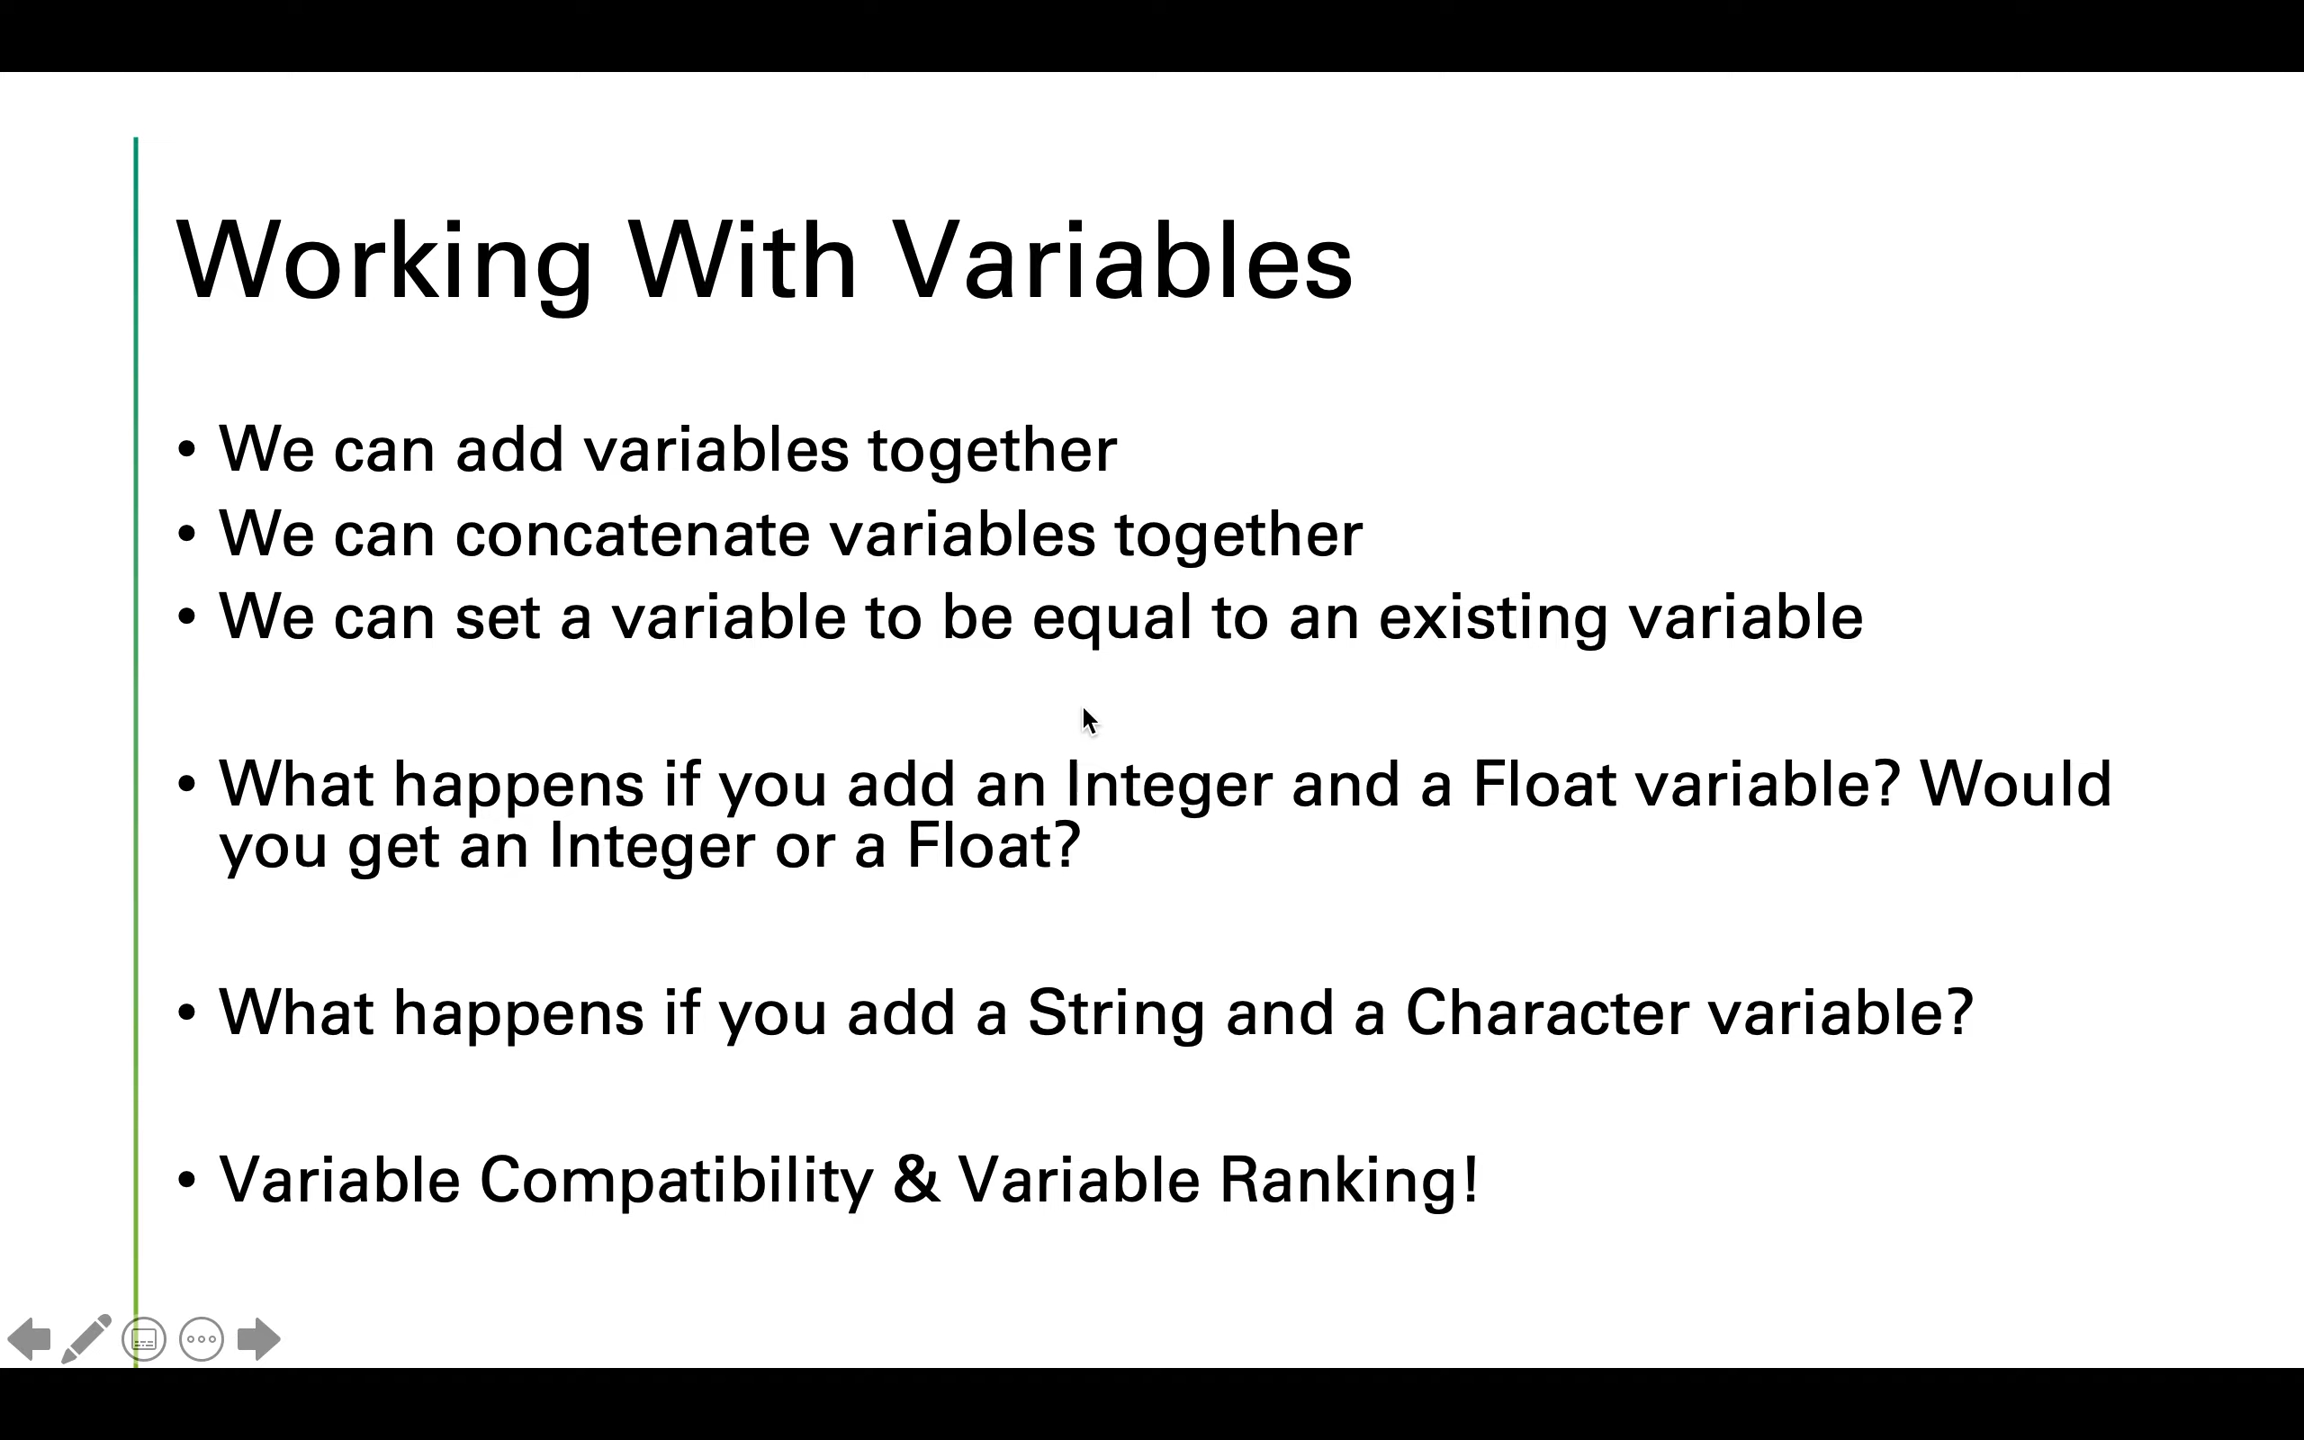 Working With Variables
• We can add variables together
• We can concatenate variables together
• We can set a variable to be equal to an existing variable
• What happens if you add an Integer and a Float variable? Would
you get an Integer or a Float?
• What happens if you add a String and a Character variable?
• Variable Compatibility & Variable Ranking!